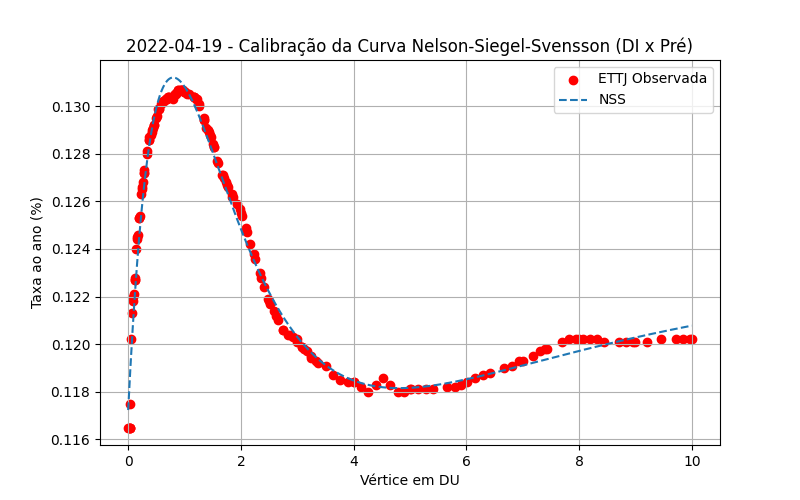 2022-04-19 - Calibração da Curva Nelson-Siegel-Svensson (DI x Pré)
ETTJ Observada
NSS
Taxa ao ano (%)
0.130
0.128
0.126
0.124
0.122
0.120
0.118
0.116
0 2 4 6 8 10
Vértice em DU